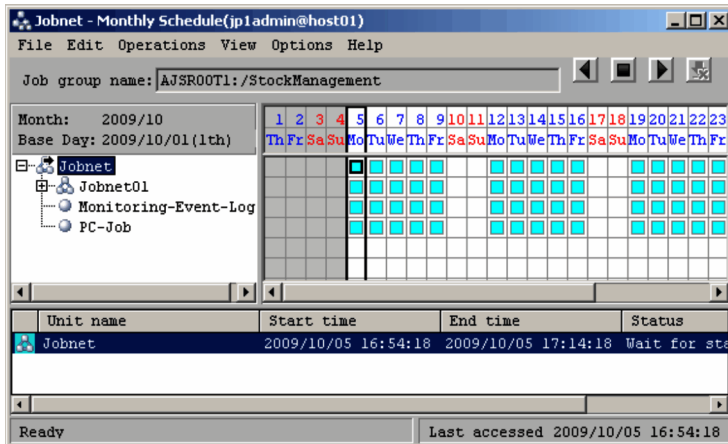 Jobnet - Monthly Schedule(jp1admin@host01)
File Edit Operations View Options Help
Job group name: AJSROOT1:/StockManagement
Month: 2009/10
Base Day: 2009/10/01(1th)
1 2 3 4 5 6 7 8 9 10 11 12 13 14 15 16 17 18 19 20 21 22 23
Th Fr Sa Su Mo Tu We Th Fr Sa Su Mo Tu We Th Fr Sa Su Mo Tu We Th Fr
Jobnet
Jobnet01
Monitoring-Event-Log
PC-Job
Unit name Start time End time Status
Jobnet 2009/10/05 16:54:18 2009/10/05 17:14:18 Wait for sta
Ready Last accessed 2009/10/05 16:54:18